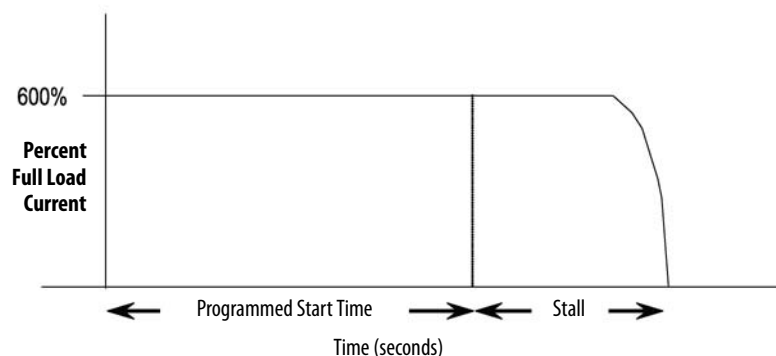 600%
Percent
Full Load
Current
Programmed Start Time
Stall
Time (seconds)